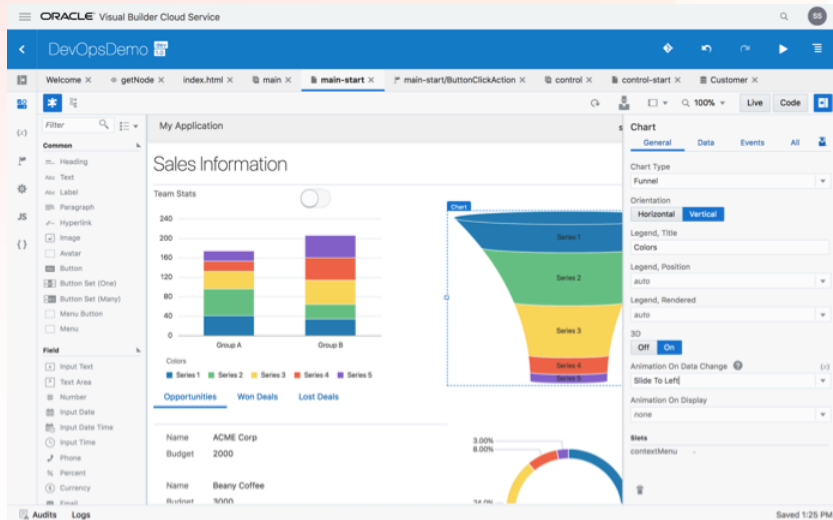 ORACLE Visual Builder Cloud Service
SS
DevOpsDemo
Welcome ×
getNode ×
index.html ×
main ×
main-start ×
main-start/ButtonClickAction ×
control ×
control-start ×
Customer ×
100%
Live
Code
Filter
Common
Heading
Abc Text
Abc Label
Paragraph
Hyperlink
Image
Avatar
Button
Button Set (One)
Button Set (Many)
Menu Button
Menu
Field
Input Text
Text Area
Number
Input Date
Input Date Time
Input Time
Phone
% Percent
Currency
Email
JS
My Application
Sales Information
Team Stats
240
200
160
120
80
40
0
Group A
Group B
Colors
Series 1
Series 2
Series 3
Series 4
Series 5
Opportunities
Won Deals
Lost Deals
Name ACME Corp
Budget 2000
Name Beany Coffee
Budget 3000
Chart
Series 1
Series 2
Series 3
Series 4
Series 5
3.00%
8.00%
Chart
General
Data
Events
All
Chart Type
Funnel
Orientation
Horizontal
Vertical
Legend, Title
Colors
Legend, Position
auto
Legend, Rendered
auto
3D
Off
On
Animation On Data Change
Slide To Left
Animation On Display
none
Slots
contextMenu -
Audits
Logs
Saved 1:25 PM